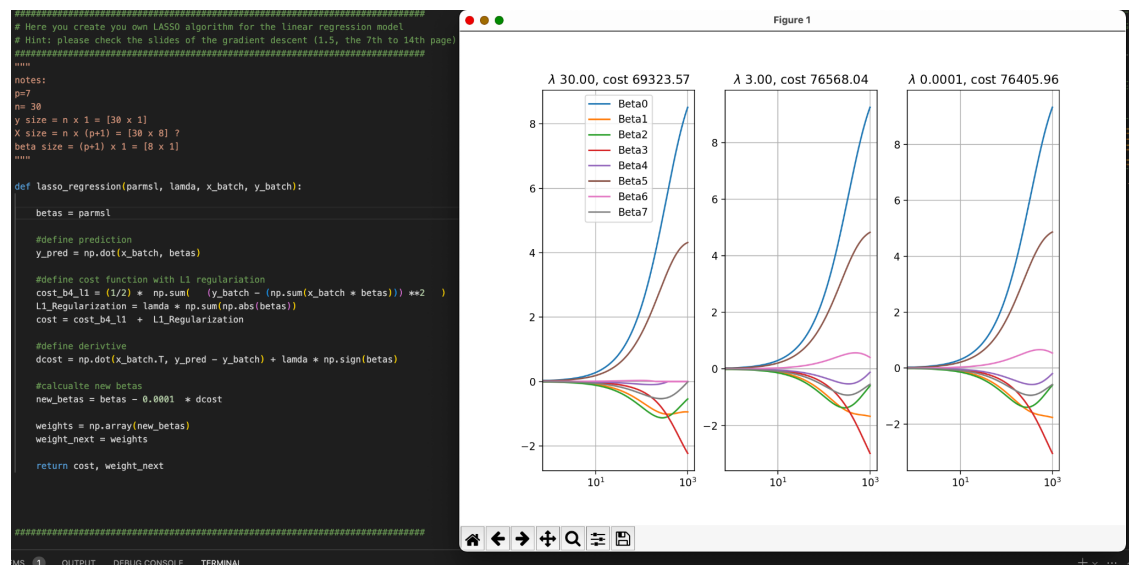 ################################################################################
# Here you create you own LASSO algorithm for the linear regression model
# Hint: please check the slides of the gradient descent (1.5, the 7th to 14th page)
################################################################################
"""
notes:
p=7
n= 30
y size = n x 1 = [30 x 1]
X size = n x (p+1) = [30 x 8] ?
beta size = (p+1) x 1 = [8 x 1]
"""
def lasso_regression(parmsl, lamda, x_batch, y_batch):
betas = parmsl
#define prediction
y_pred = np.dot(x_batch, betas)
#define cost function with L1 regulariation
cost_b4_l1 = (1/2) *  np.sum(   (y_batch - (np.sum(x_batch * betas))) **2   )
L1_Regularization = lamda * np.sum(np.abs(betas))
cost = cost_b4_l1  +  L1_Regularization
#define derivtive
dcost = np.dot(x_batch.T, y_pred - y_batch) + lamda * np.sign(betas)
#calcualte new betas
new_betas = betas - 0.0001  * dcost
weights = np.array(new_betas)
weight_next = weights
return cost, weight_next
################################################################################
MS 1 OUTPUT DEBUG CONSOLE TERMINAL
Figure 1
λ 30.00, cost 69323.57
Beta0
Beta1
Beta2
Beta3
Beta4
Beta5
Beta6
Beta7
8
6
4
2
0
−2
10¹ 10³
λ 3.00, cost 76568.04
8
6
4
2
0
−2
10¹ 10³
λ 0.0001, cost 76405.96
8
6
4
2
0
−2
10¹ 10³